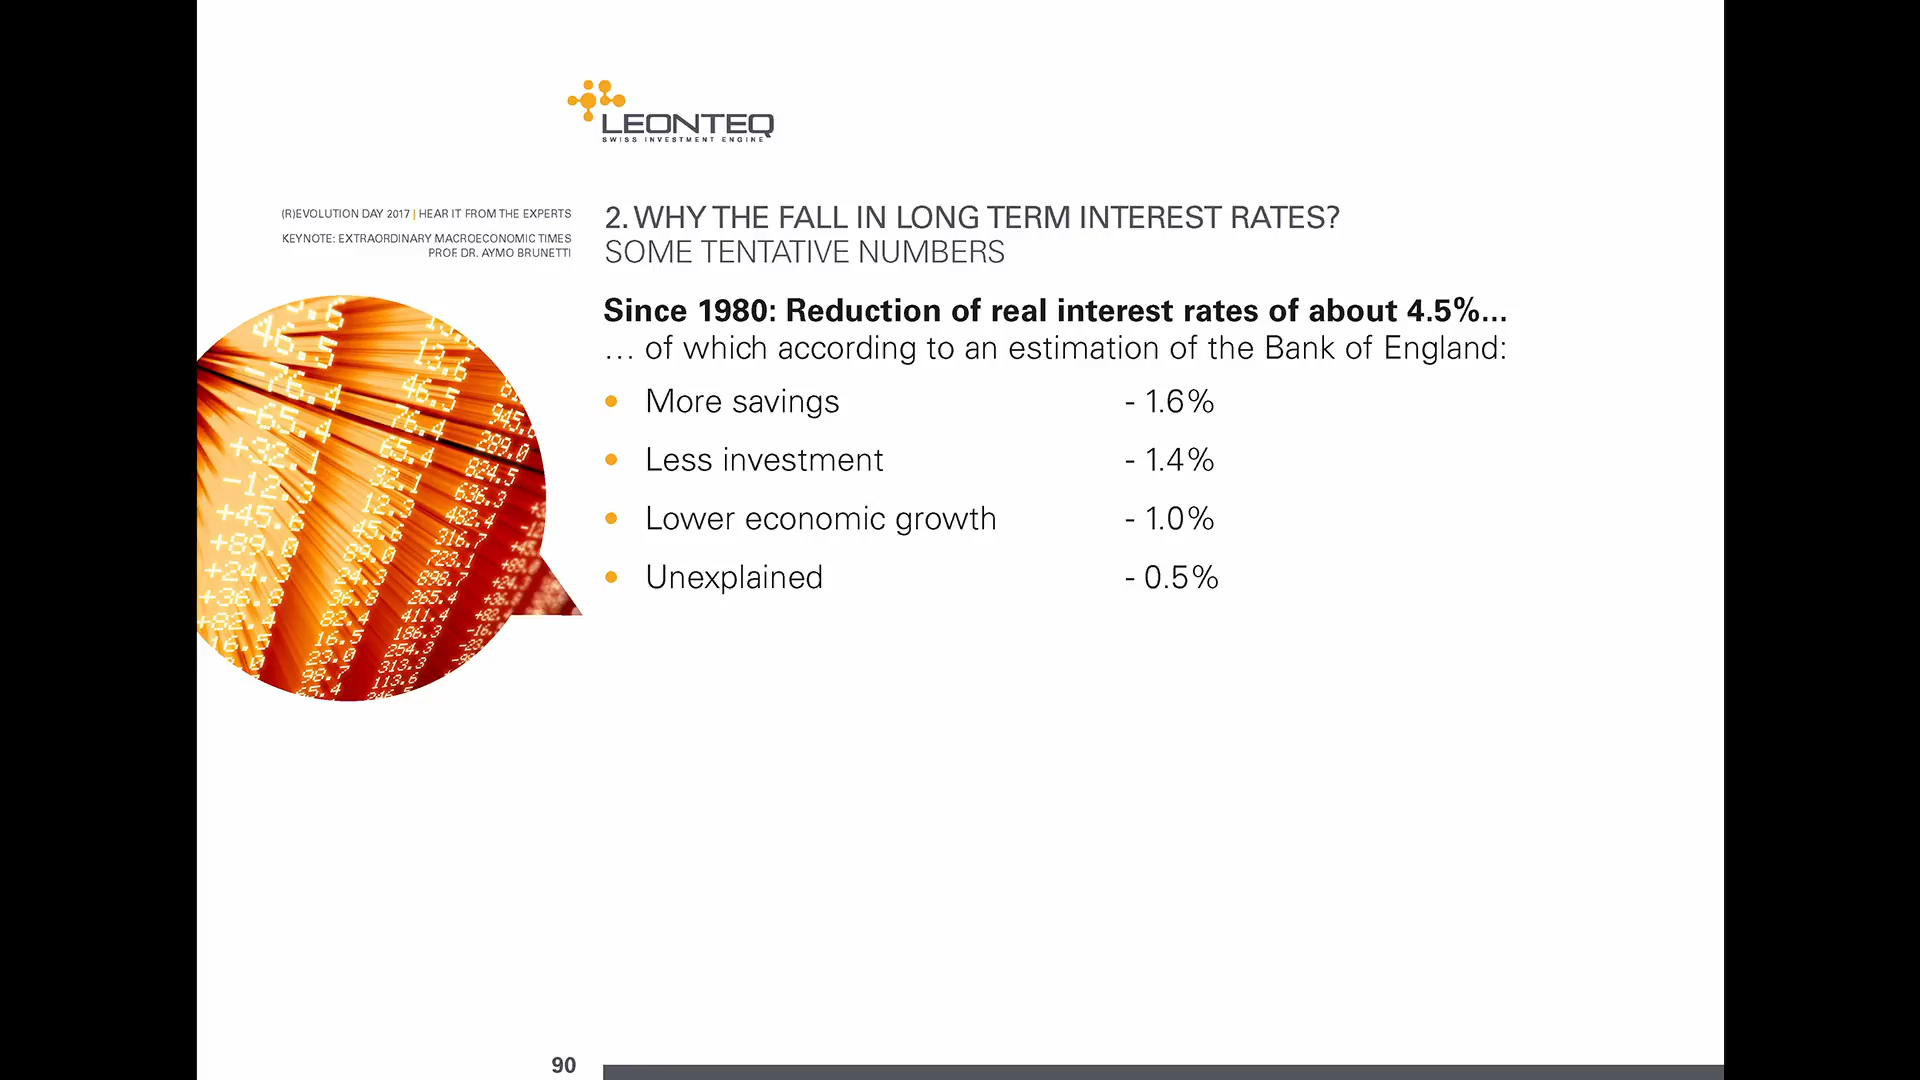 LEONTEQ
SWISS INVESTMENT ENGINE
(R)EVOLUTION DAY 2017 | HEAR IT FROM THE EXPERTS
KEYNOTE: EXTRAORDINARY MACROECONOMIC TIMES
PROF. DR. AYMO BRUNETTI
2. WHY THE FALL IN LONG TERM INTEREST RATES?
SOME TENTATIVE NUMBERS
Since 1980: Reduction of real interest rates of about 4.5%...
... of which according to an estimation of the Bank of England:
• More savings - 1.6%
• Less investment - 1.4%
• Lower economic growth - 1.0%
• Unexplained - 0.5%
90